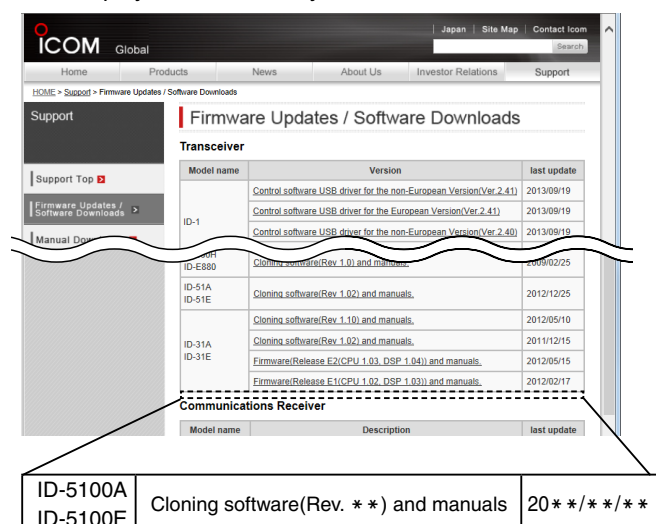 ICOM Global
Japan | Site Map | Contact Icom
Search
Home Products News About Us Investor Relations Support
HOME > Support > Firmware Updates / Software Downloads
Support
Support Top
Firmware Updates /
Software Downloads
Firmware Updates / Software Downloads
Transceiver
Model name Version last update
ID-1
Control software USB driver for the non-European Version(Ver.2.41) 2013/09/19
Control software USB driver for the European Version(Ver.2.41) 2013/09/19
Control software USB driver for the non-European Version(Ver.2.40) 2013/09/19
ID-E880
Cloning software(Rev 1.0) and manuals. 2009/02/25
ID-51A
ID-51E
Cloning software(Rev 1.02) and manuals. 2012/12/25
ID-31A
ID-31E
Cloning software(Rev 1.10) and manuals. 2012/05/10
Cloning software(Rev 1.02) and manuals. 2011/12/15
Firmware(Release E2(CPU 1.03, DSP 1.04)) and manuals. 2012/05/15
Firmware(Release E1(CPU 1.02, DSP 1.03)) and manuals. 2012/02/17
Communications Receiver
Model name Description last update
ID-5100A
ID-5100E
Cloning software(Rev. **) and manuals 20**/**/**